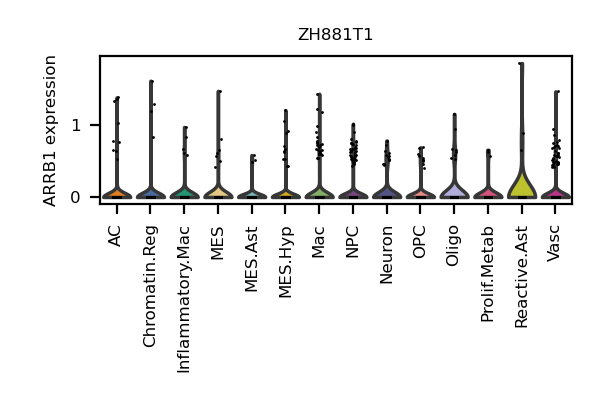 ZH881T1
ARRB1 expression
1
0
AC
Chromatin.Reg
Inflammatory.Mac
MES
MES.Ast
MES.Hyp
Mac
NPC
Neuron
OPC
Oligo
Prolif.Metab
Reactive.Ast
Vasc